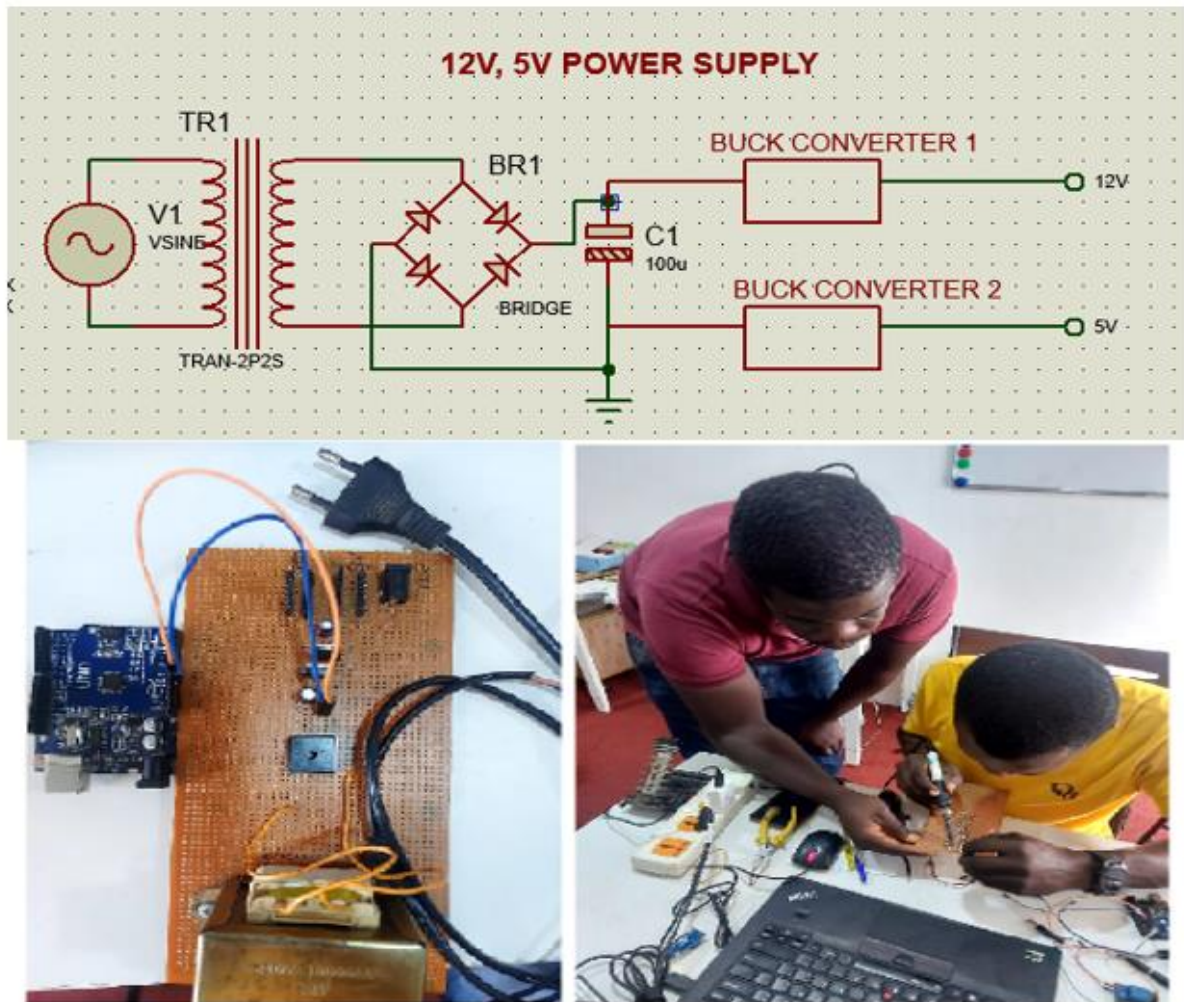 12V, 5V POWER SUPPLY
TR1
BUCK CONVERTER 1
BR1
12V
V1
VSINE
C1
100u
BUCK CONVERTER 2
BRIDGE
5V
TRAN-2P2S
UNO